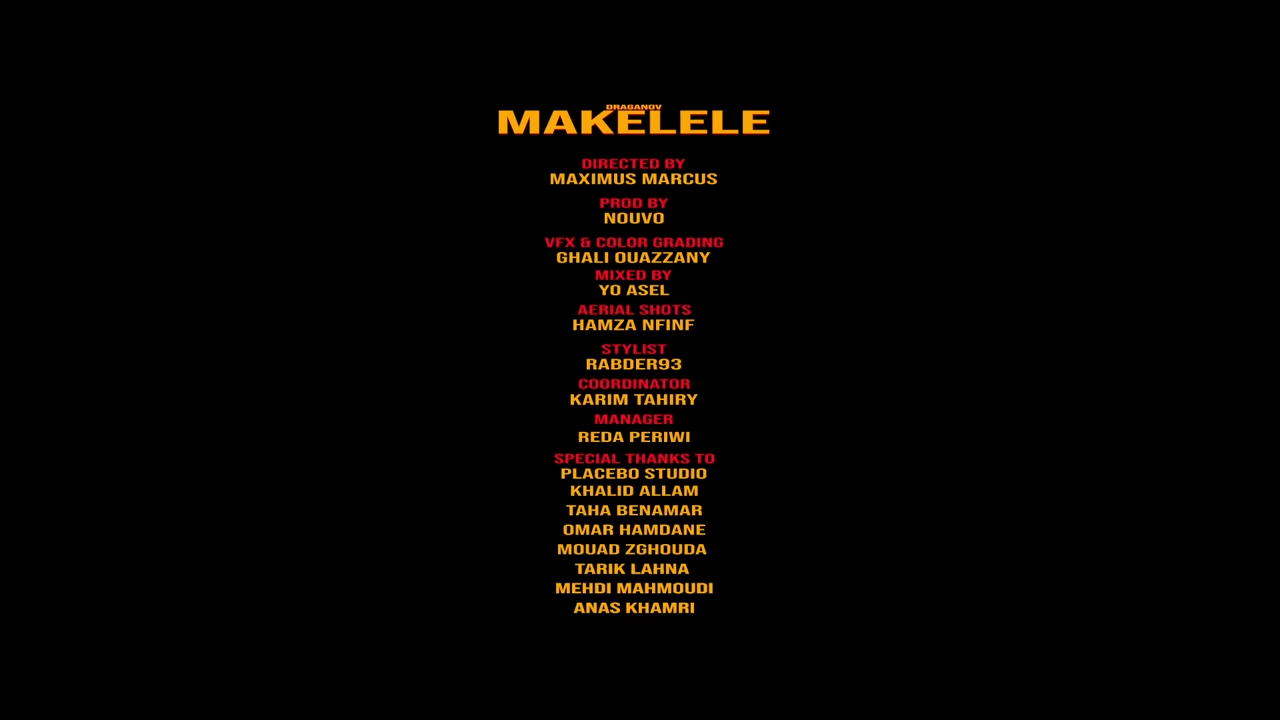 DRAGANOV
MAKELELE
DIRECTED BY
MAXIMUS MARCUS
PROD BY
NOUVO
VFX & COLOR GRADING
GHALI OUAZZANY
MIXED BY
YO ASEL
AERIAL SHOTS
HAMZA NFINF
STYLIST
RABDER93
COORDINATOR
KARIM TAHIRY
MANAGER
REDA PERIWI
SPECIAL THANKS TO
PLACEBO STUDIO
KHALID ALLAM
TAHA BENAMAR
OMAR HAMDANE
MOUAD ZGHOUDA
TARIK LAHNA
MEHDI MAHMOUDI
ANAS KHAMRI